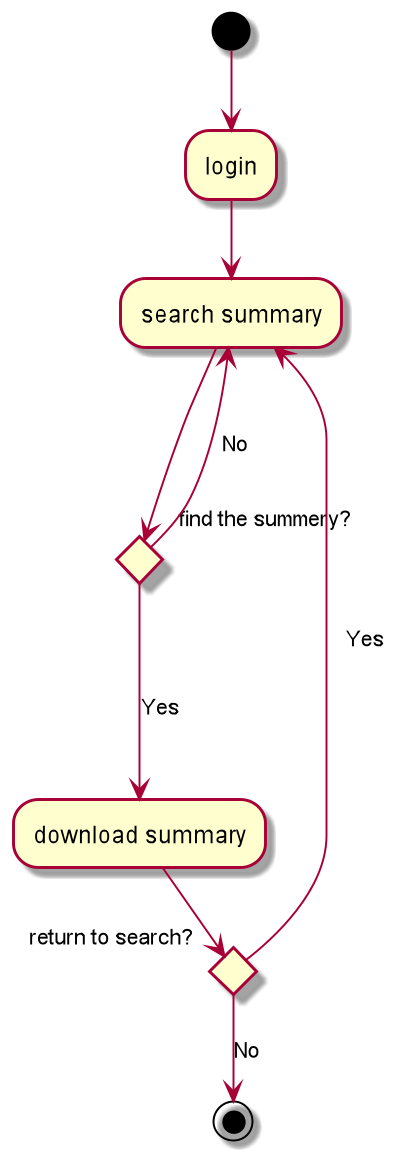 login
search summary
No
find the summery?
Yes
Yes
download summary
return to search?
No